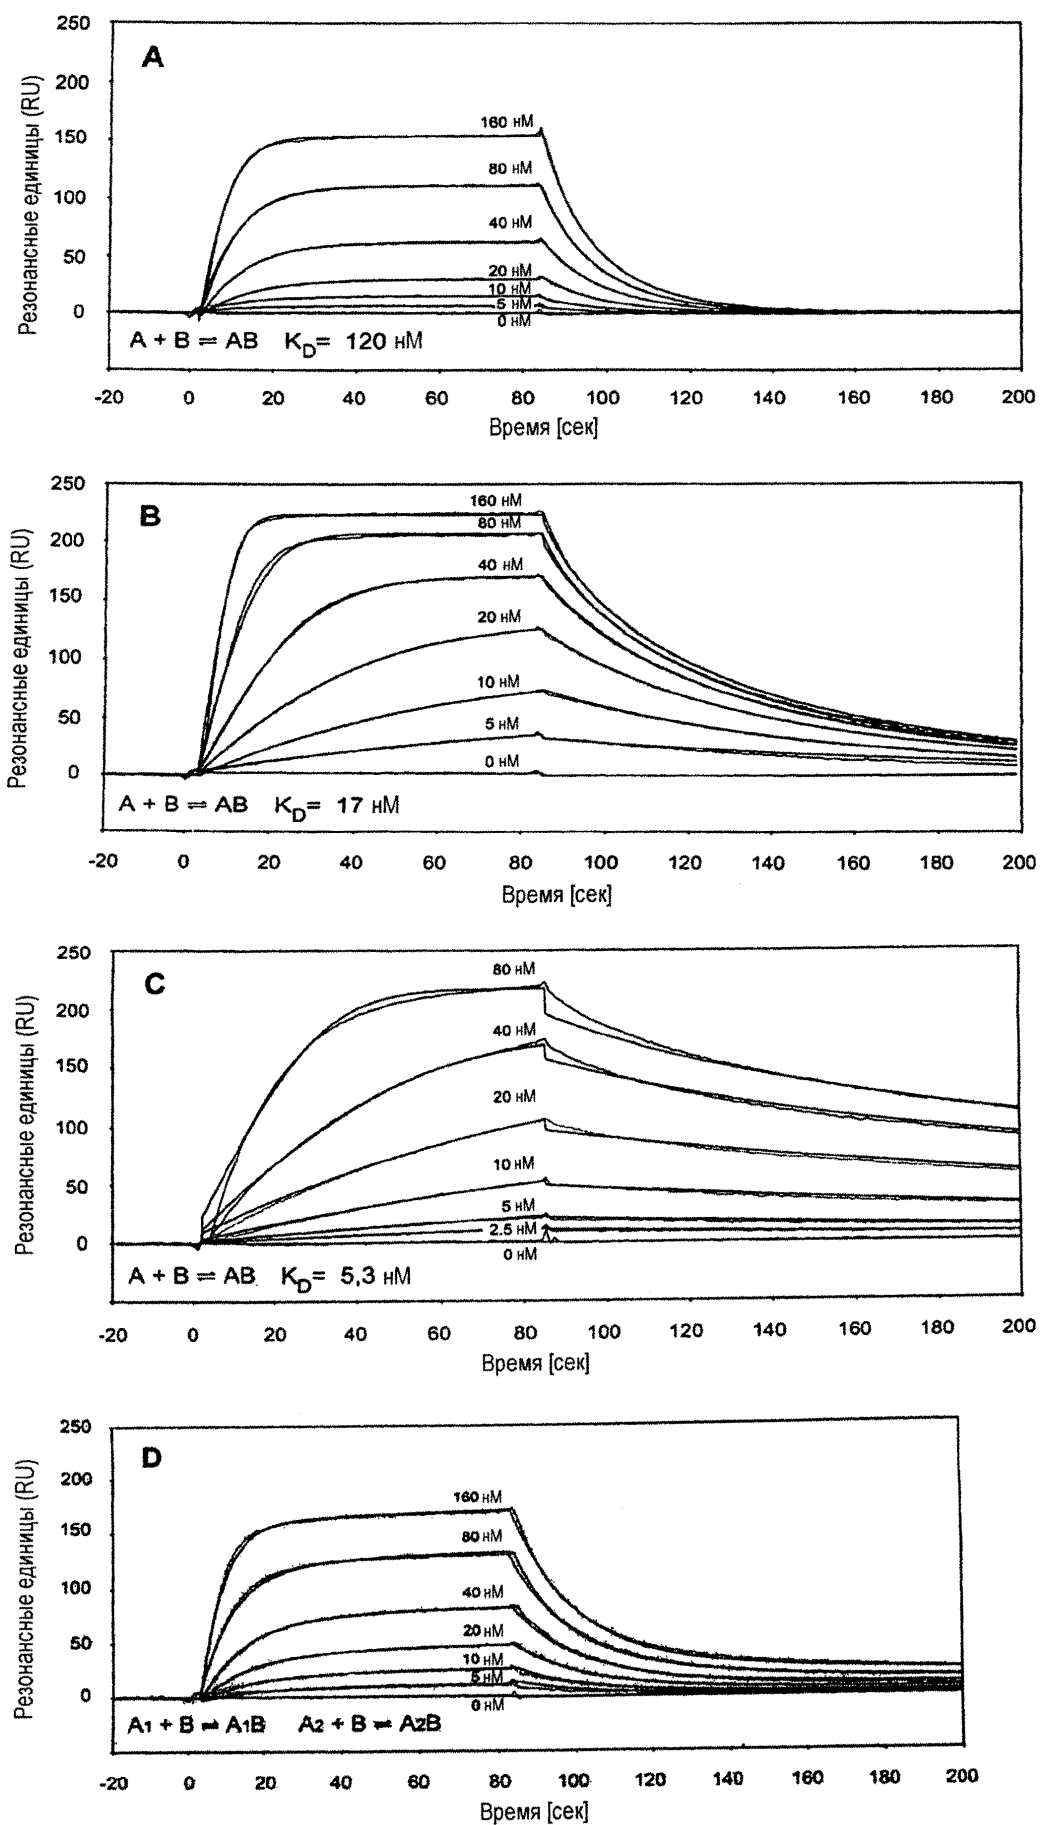 A
Резонансные единицы (RU)
250
200
150
100
50
0
160 нМ
80 нМ
40 нМ
20 нМ
10 нМ
5 нМ
0 нМ
A + B ⇌ AB K_D= 120 нМ
-20 0 20 40 60 80 100 120 140 160 180 200
Время [сек]
B
Резонансные единицы (RU)
250
200
150
100
50
0
160 нМ
80 нМ
40 нМ
20 нМ
10 нМ
5 нМ
0 нМ
A + B ⇌ AB K_D= 17 нМ
-20 0 20 40 60 80 100 120 140 160 180 200
Время [сек]
C
Резонансные единицы (RU)
250
200
150
100
50
0
80 нМ
40 нМ
20 нМ
10 нМ
5 нМ
2.5 нМ
0 нМ
A + B ⇌ AB K_D= 5,3 нМ
-20 0 20 40 60 80 100 120 140 160 180 200
Время [сек]
D
Резонансные единицы (RU)
250
200
150
100
50
0
160 нМ
80 нМ
40 нМ
20 нМ
10 нМ
5 нМ
0 нМ
A1 + B ⇌ A1B A2 + B ⇌ A2B
-20 0 20 40 60 80 100 120 140 160 180 200
Время [сек]